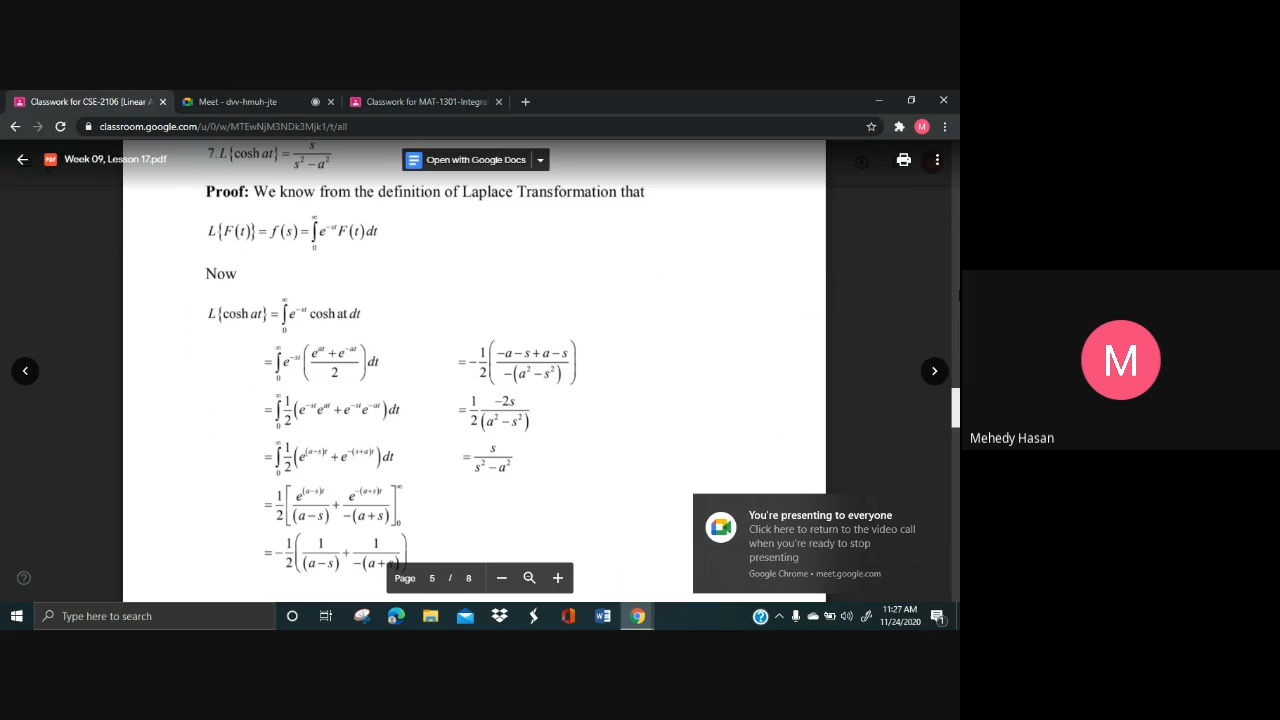 Classwork for CSE-2106 [Linear A
Meet - dvv-hmuh-jte
Classwork for MAT-1301-Integra
classroom.google.com/u/0/w/MTEwNjM3NDk3Mjk1/t/all
M
Week 09, Lesson 17.pdf
Open with Google Docs
7. L{cosh at} = s/(s² − a²)
Proof: We know from the definition of Laplace Transformation that
L{F(t)} = f(s) = ∫₀^∞ e^(−st) F(t) dt
Now
L{cosh at} = ∫₀^∞ e^(−st) cosh at dt
= ∫₀^∞ e^(−st) ((e^(at) + e^(−at))/2) dt
= ∫₀^∞ 1/2 (e^(−st) e^(at) + e^(−st) e^(−at)) dt
= ∫₀^∞ 1/2 (e^((a−s)t) + e^(−(s+a)t)) dt
= 1/2 [e^((a−s)t)/(a−s) + e^(−(a+s)t)/−(a+s)]₀^∞
= −1/2 (1/(a−s) + 1/−(a+s))
= −1/2 ((−a−s+a−s)/−(a² − s²))
= 1/2 −2s/(a² − s²)
= s/(s² − a²)
Page 5 / 8
You're presenting to everyone
Click here to return to the video call
when you're ready to stop
presenting
Google Chrome • meet.google.com
Type here to search
11:27 AM
11/24/2020
1
M
Mehedy Hasan